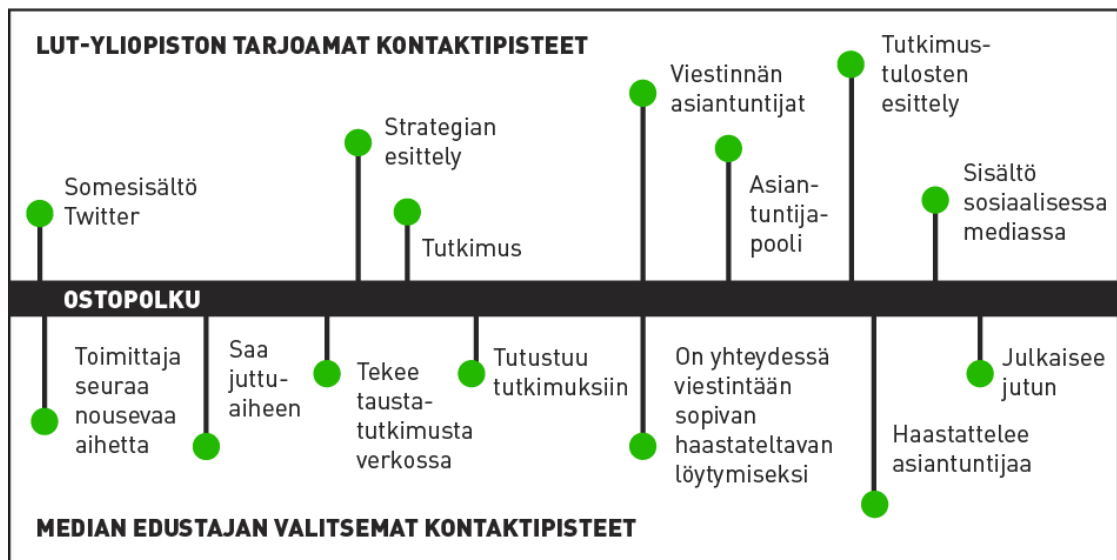 LUT-YLIOPISTON TARJOAMAT KONTAKTIPISTEET
Somesisältö
Twitter
Strategian
esittely
Tutkimus
Viestinnän
asiantuntijat
Asian-
tuntija-
pooli
Tutkimus-
tulosten
esittely
Sisältö
sosiaalisessa
mediassa
OSTOPOLKU
Toimittaja
seuraa
nousevaa
aihetta
Saa
juttu-
aiheen
Tekee
tausta-
tutkimusta
verkossa
Tutustuu
tutkimuksiin
On yhteydessä
viestintään
sopivan
haastateltavan
löytymiseksi
Haastattelee
asiantuntijaa
Julkaisee
jutun
MEDIAN EDUSTAJAN VALITSEMAT KONTAKTIPISTEET